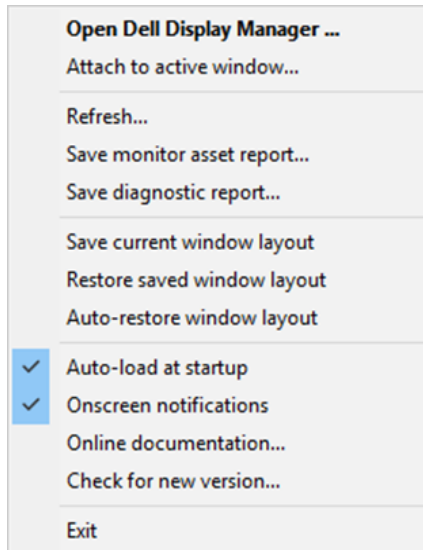 Open Dell Display Manager ...
Attach to active window...
Refresh...
Save monitor asset report...
Save diagnostic report...
Save current window layout
Restore saved window layout
Auto-restore window layout
Auto-load at startup
Onscreen notifications
Online documentation...
Check for new version...
Exit